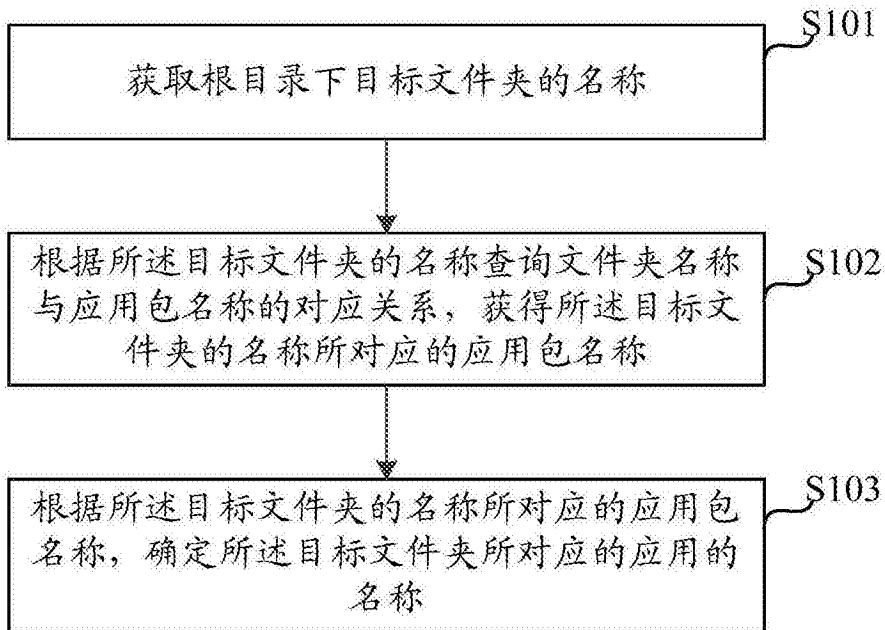 S101
获取根目录下目标文件夹的名称
S102
根据所述目标文件夹的名称查询文件夹名称
与应用包名称的对应关系，获得所述目标文
件夹的名称所对应的应用包名称
S103
根据所述目标文件夹的名称所对应的应用包
名称，确定所述目标文件夹所对应的应用的
名称